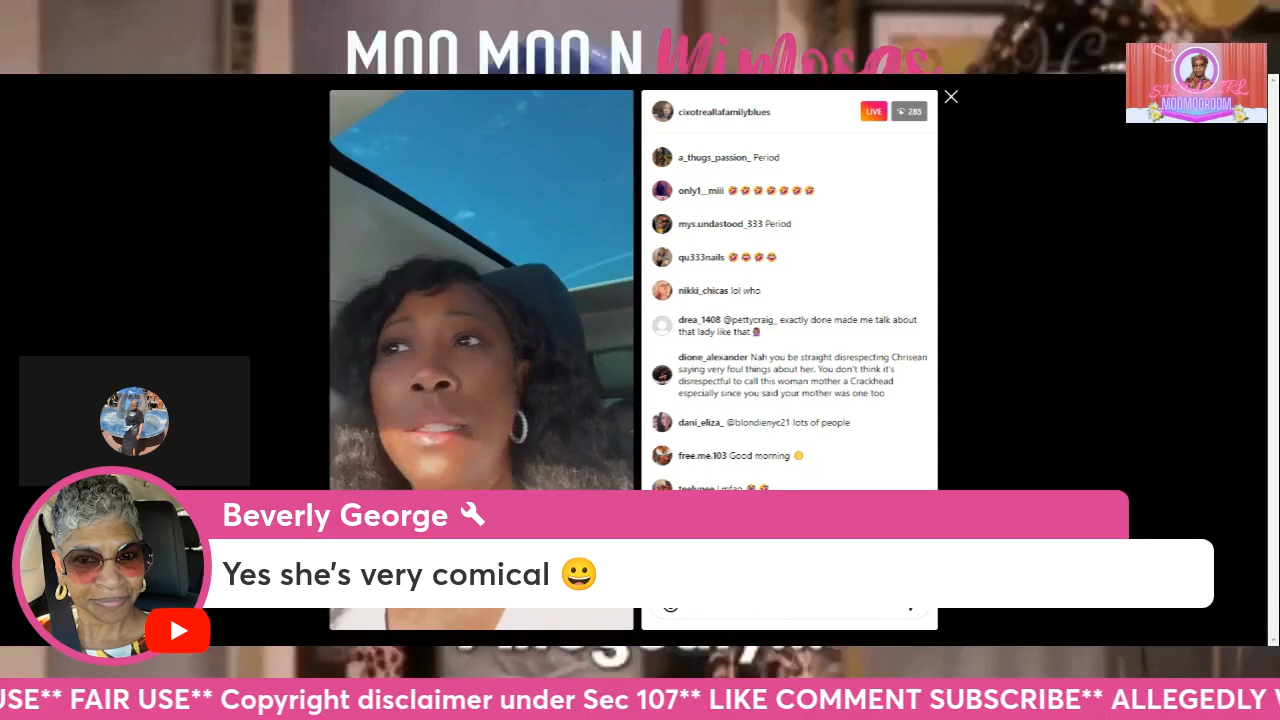 MOO MOO N Mimosas
MOOMOOROOM
cixotreallafamilyblues
LIVE
285
a_thugs_passion_ Period
only1__miii 🤣🤣🤣🤣🤣🤣🤣
mys.undastood_333 Period
qu333nails 🤣😂🤣😂
nikki_chicas lol who
drea_1408 @pettycraig_ exactly done made me talk about
that lady like that
dione_alexander Nah you be straight disrespecting Chrisean
saying very foul things about her. You don't think it's
disrespectful to call this woman mother a Crackhead
especially since you said your mother was one too
dani_eliza_ @blondienyc21 lots of people
free.me.103 Good morning 🌞
Beverly George
Yes she's very comical 😀
USE** FAIR USE** Copyright disclaimer under Sec 107** LIKE COMMENT SUBSCRIBE** ALLEGEDLY